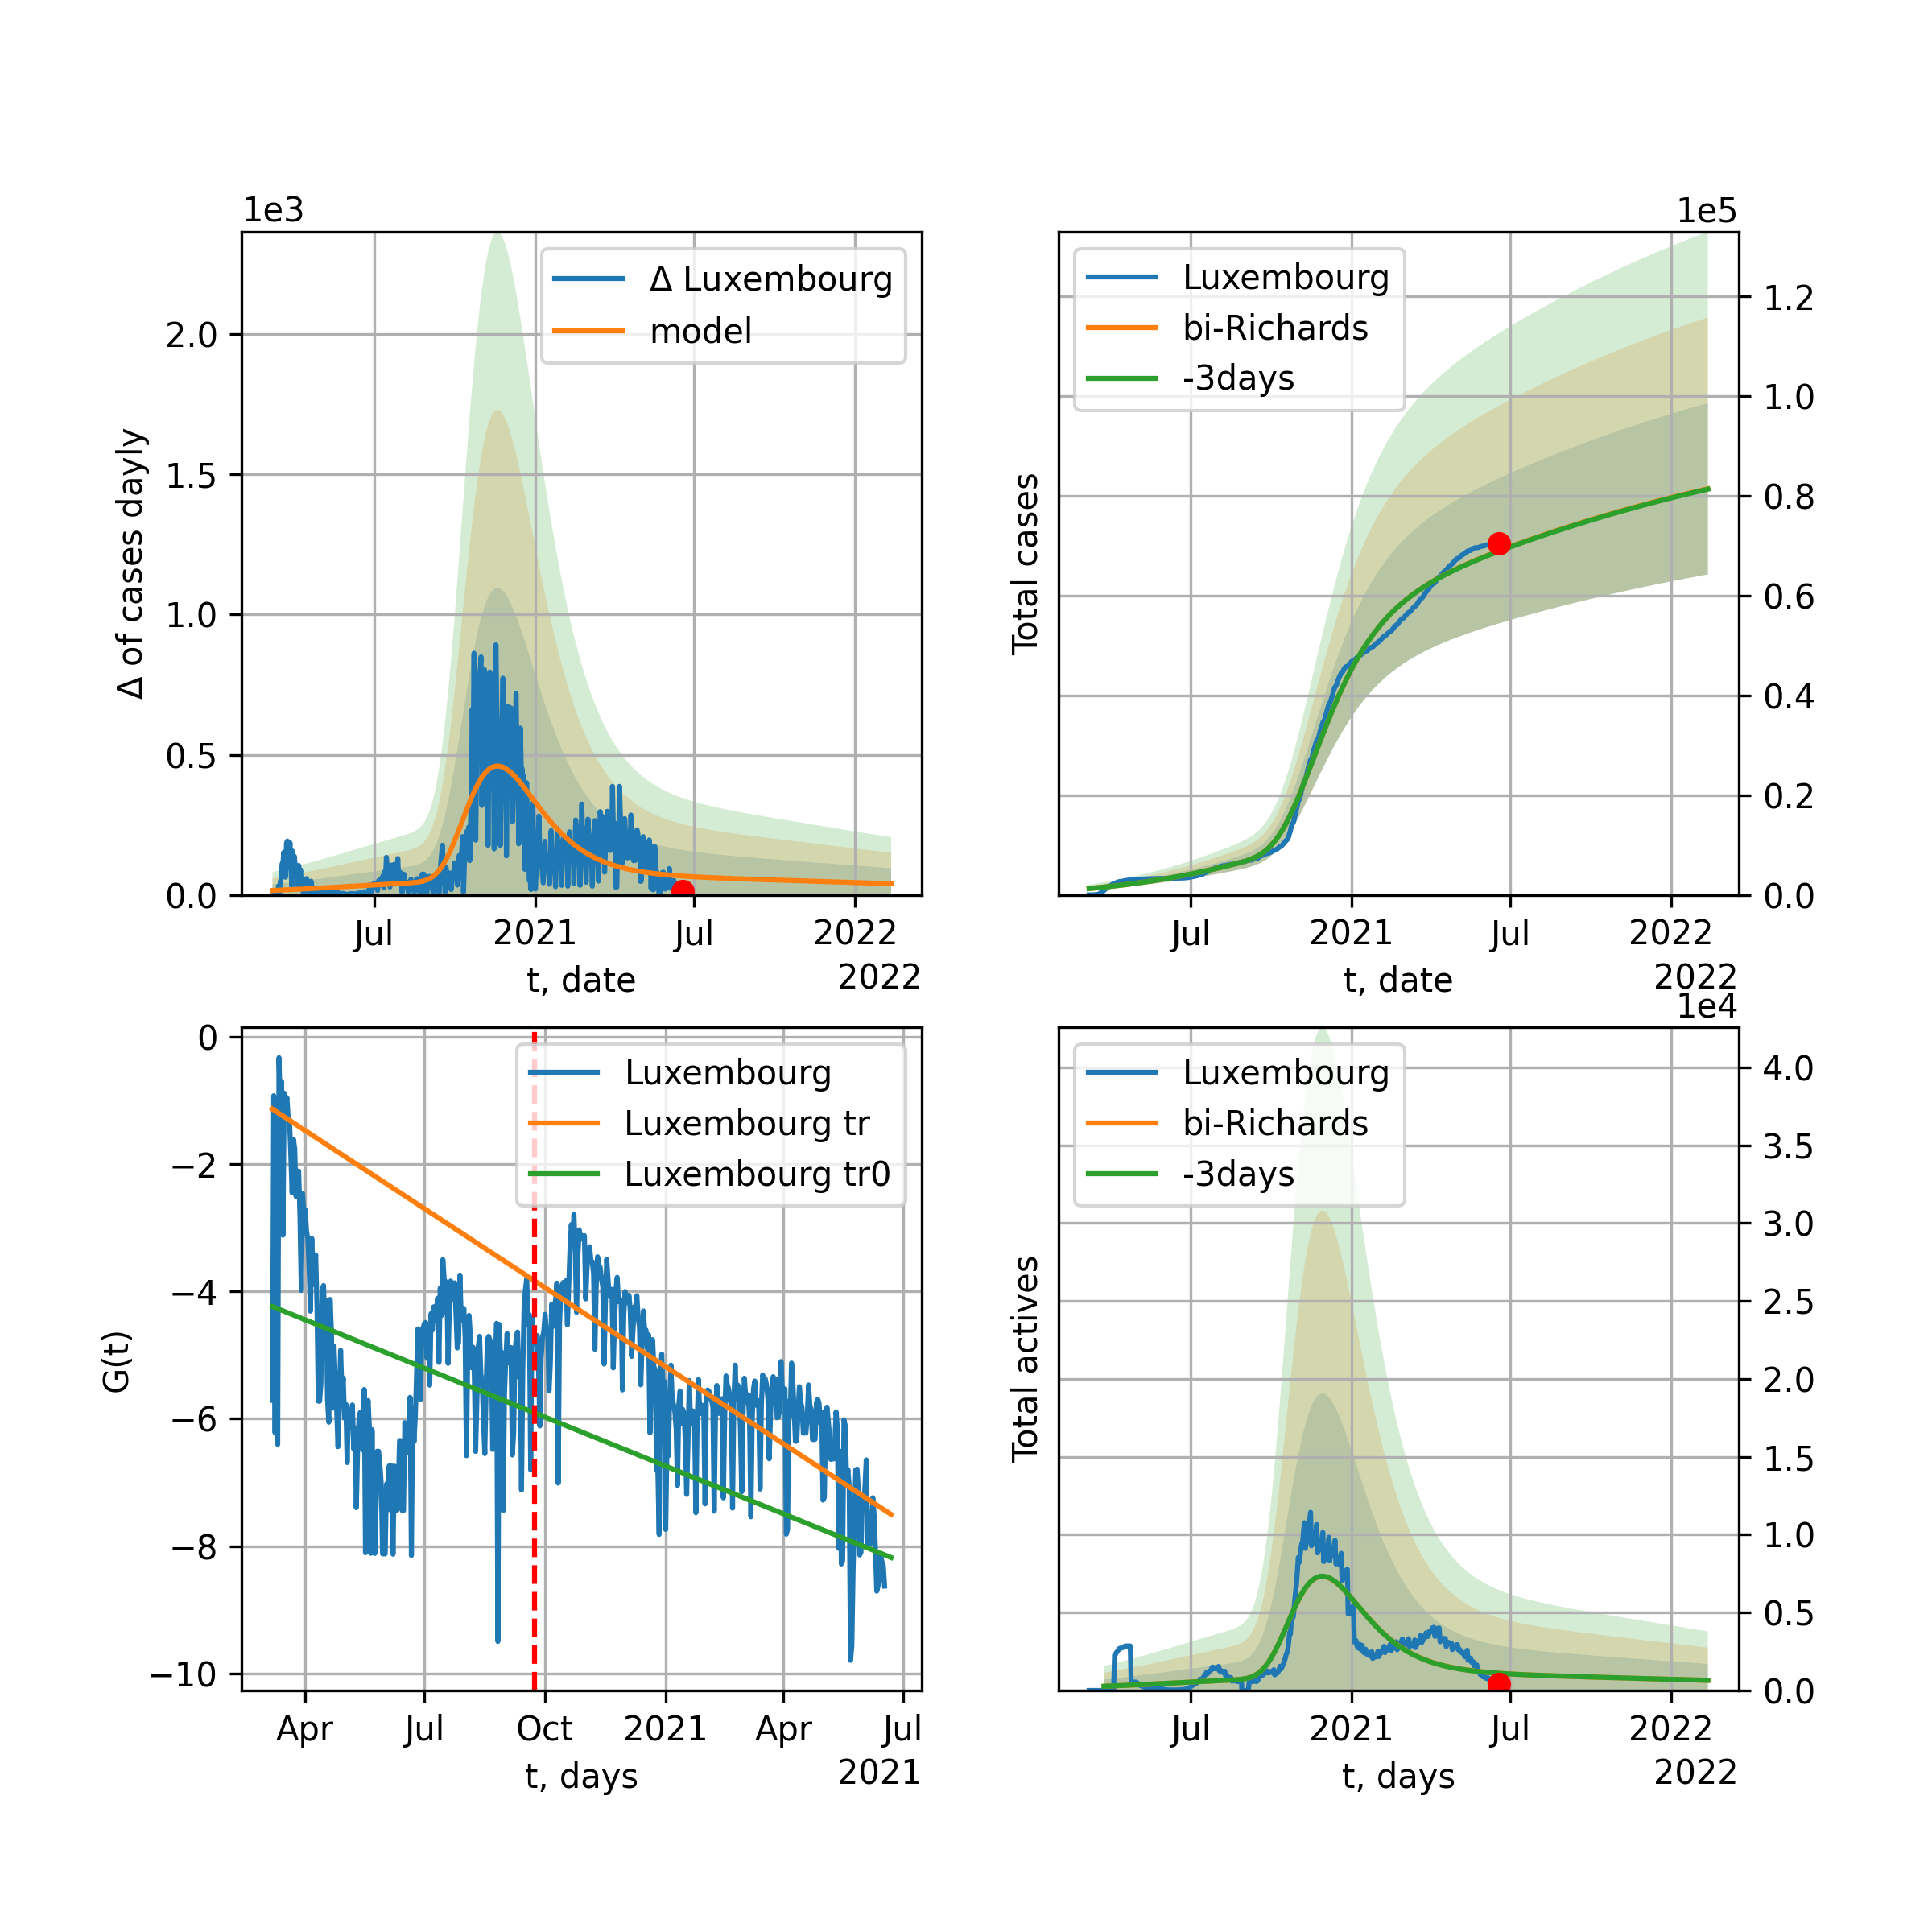 1e3
Δ Luxembourg
model
2.0
1.5
1.0
0.5
0.0
Δ of cases dayly
Jul
2021
Jul
2022
t, date
2022
1e5
Luxembourg
bi-Richards
-3days
1.2
1.0
0.8
0.6
0.4
0.2
0.0
Total cases
Jul
2021
Jul
2022
t, date
2022
Luxembourg
Luxembourg tr
Luxembourg tr0
0
−2
−4
−6
−8
−10
G(t)
Apr
Jul
Oct
2021
Apr
Jul
t, days
2021
1e4
Luxembourg
bi-Richards
-3days
4.0
3.5
3.0
2.5
2.0
1.5
1.0
0.5
0.0
Total actives
Jul
2021
Jul
2022
t, days
2022